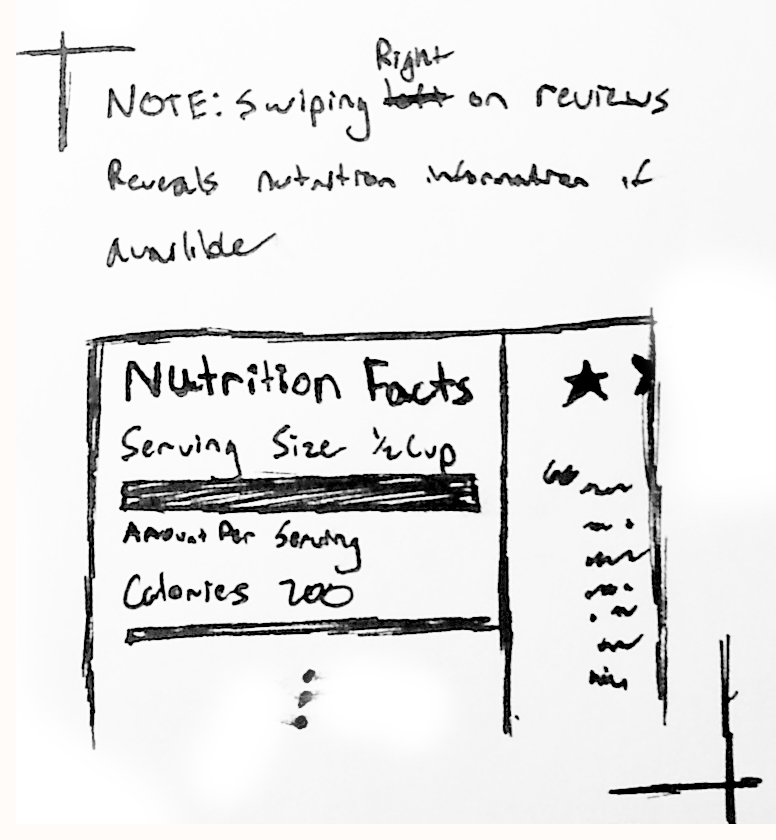 Right
NOTE: Swiping left on reviews
Reveals nutrition information if
availible
Nutrition Facts
Serving Size ½ Cup
Amount Per Serving
Calories 200